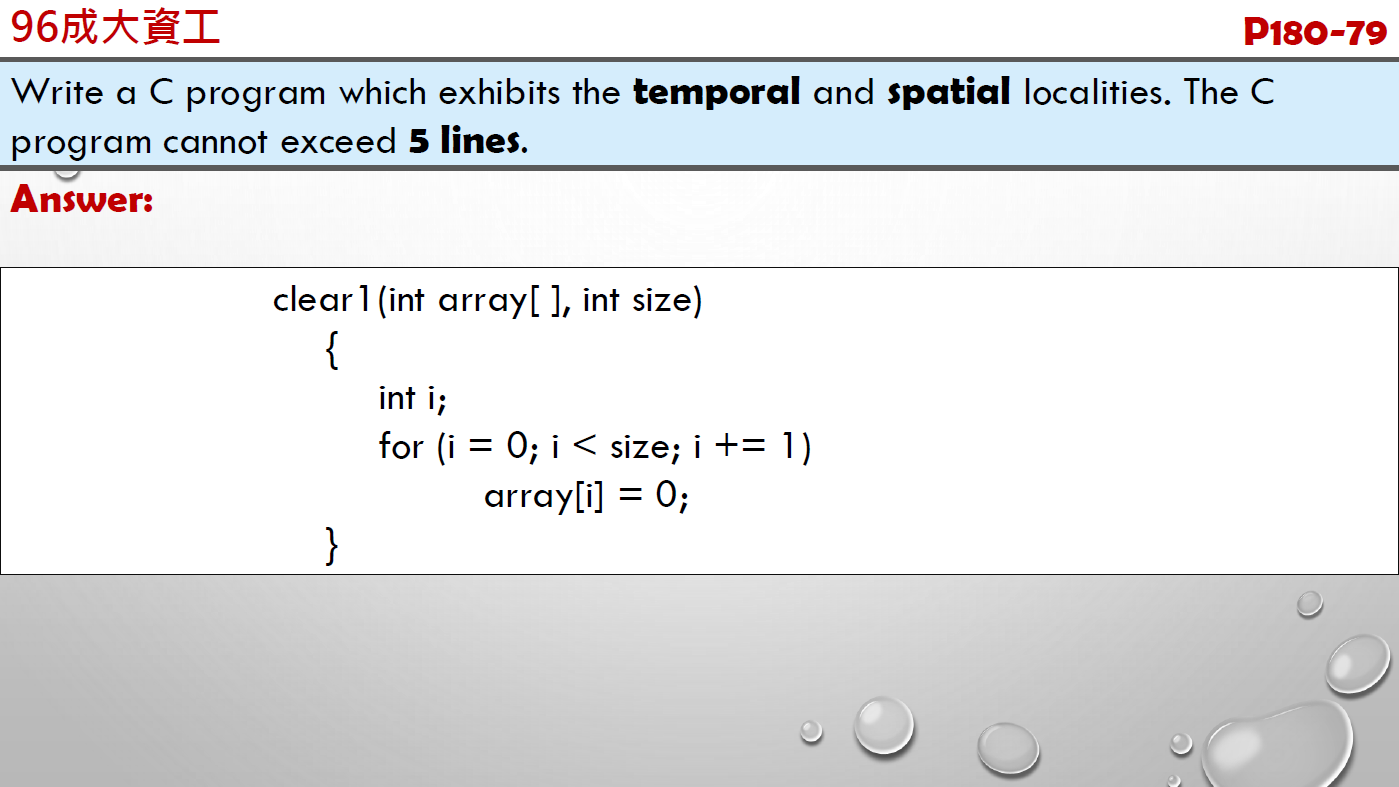 96成大資工
P180-79
Write a C program which exhibits the temporal and spatial localities. The C
program cannot exceed 5 lines.
Answer:
clear1(int array[ ], int size)
{
int i;
for (i = 0; i < size; i += 1)
array[i] = 0;
}